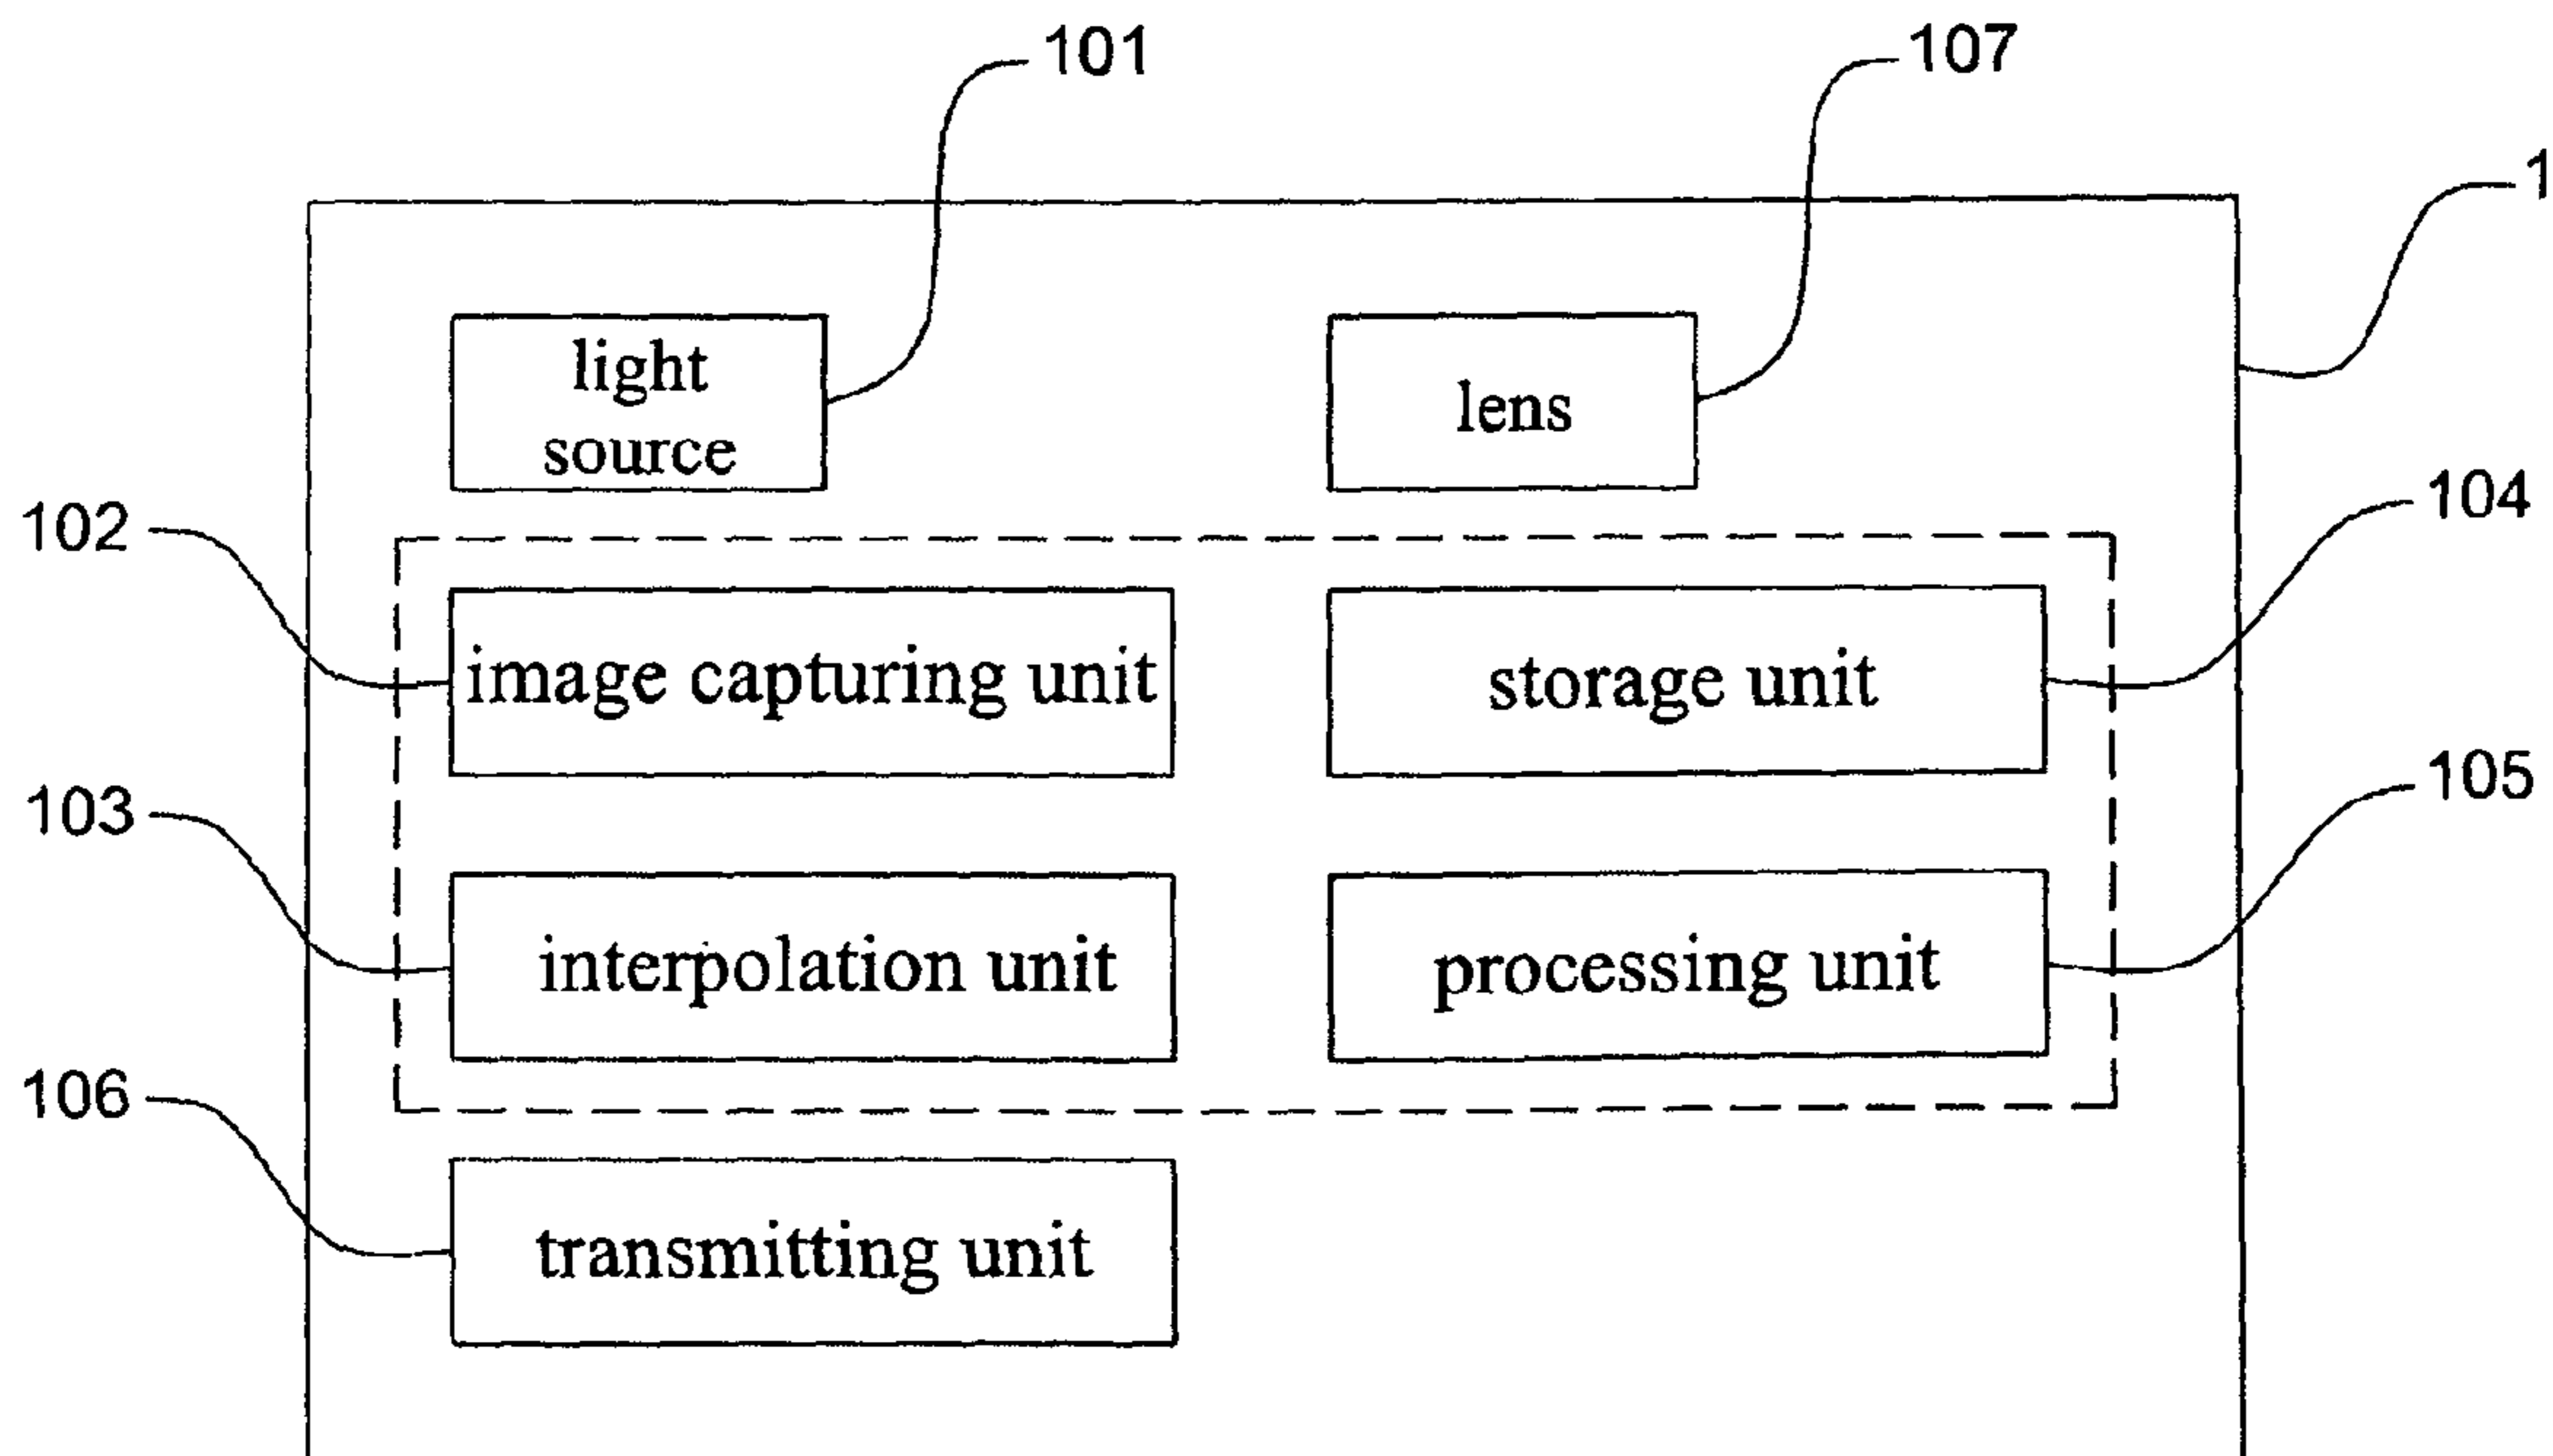 101
107
1
light
source
lens
102
104
image capturing unit
storage unit
103
105
interpolation unit
processing unit
106
transmitting unit